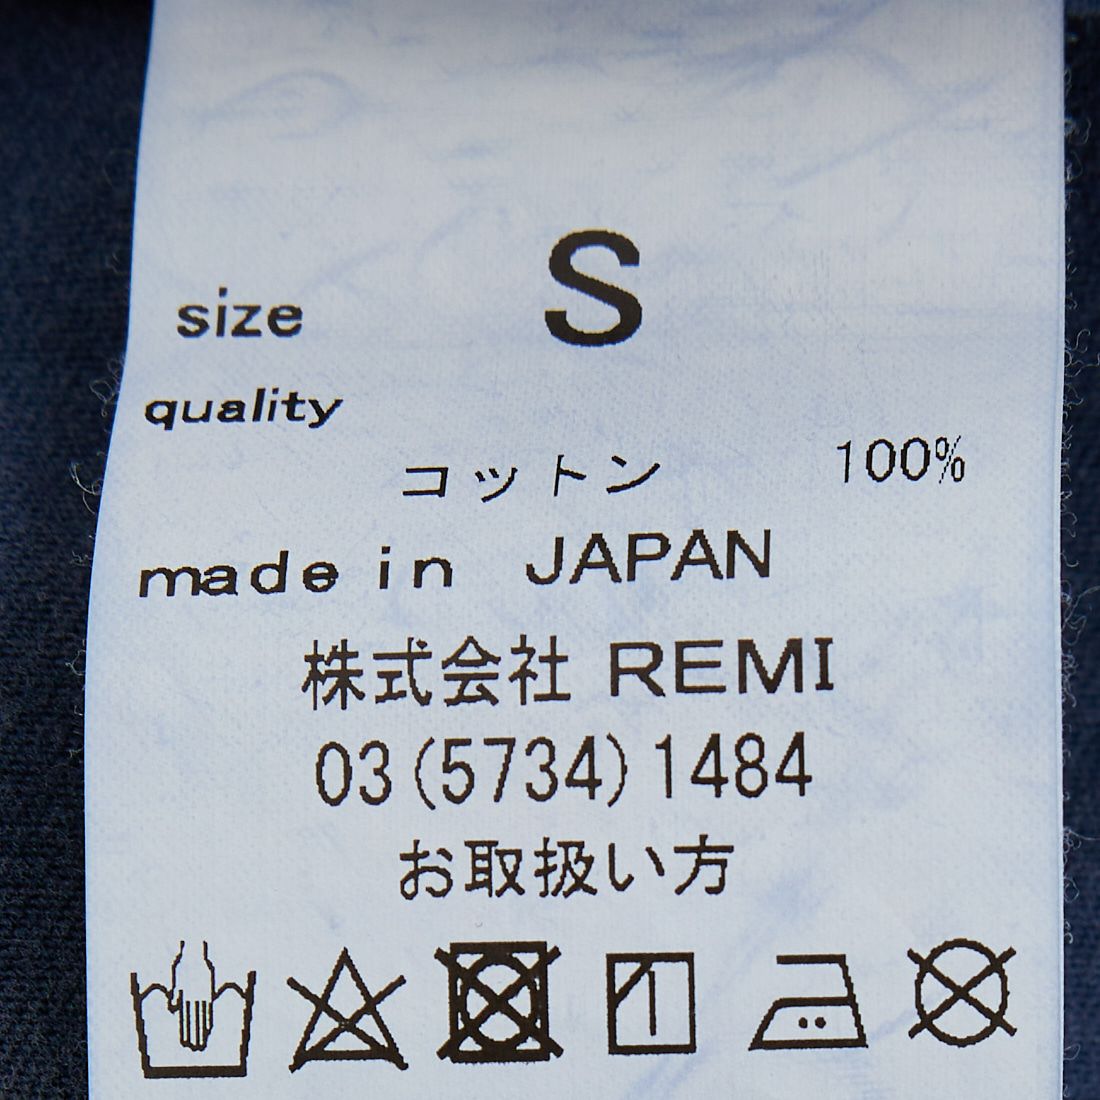 size S
quality
コットン 100%
made in JAPAN
株式会社 REMI
03(5734)1484
お取扱い方